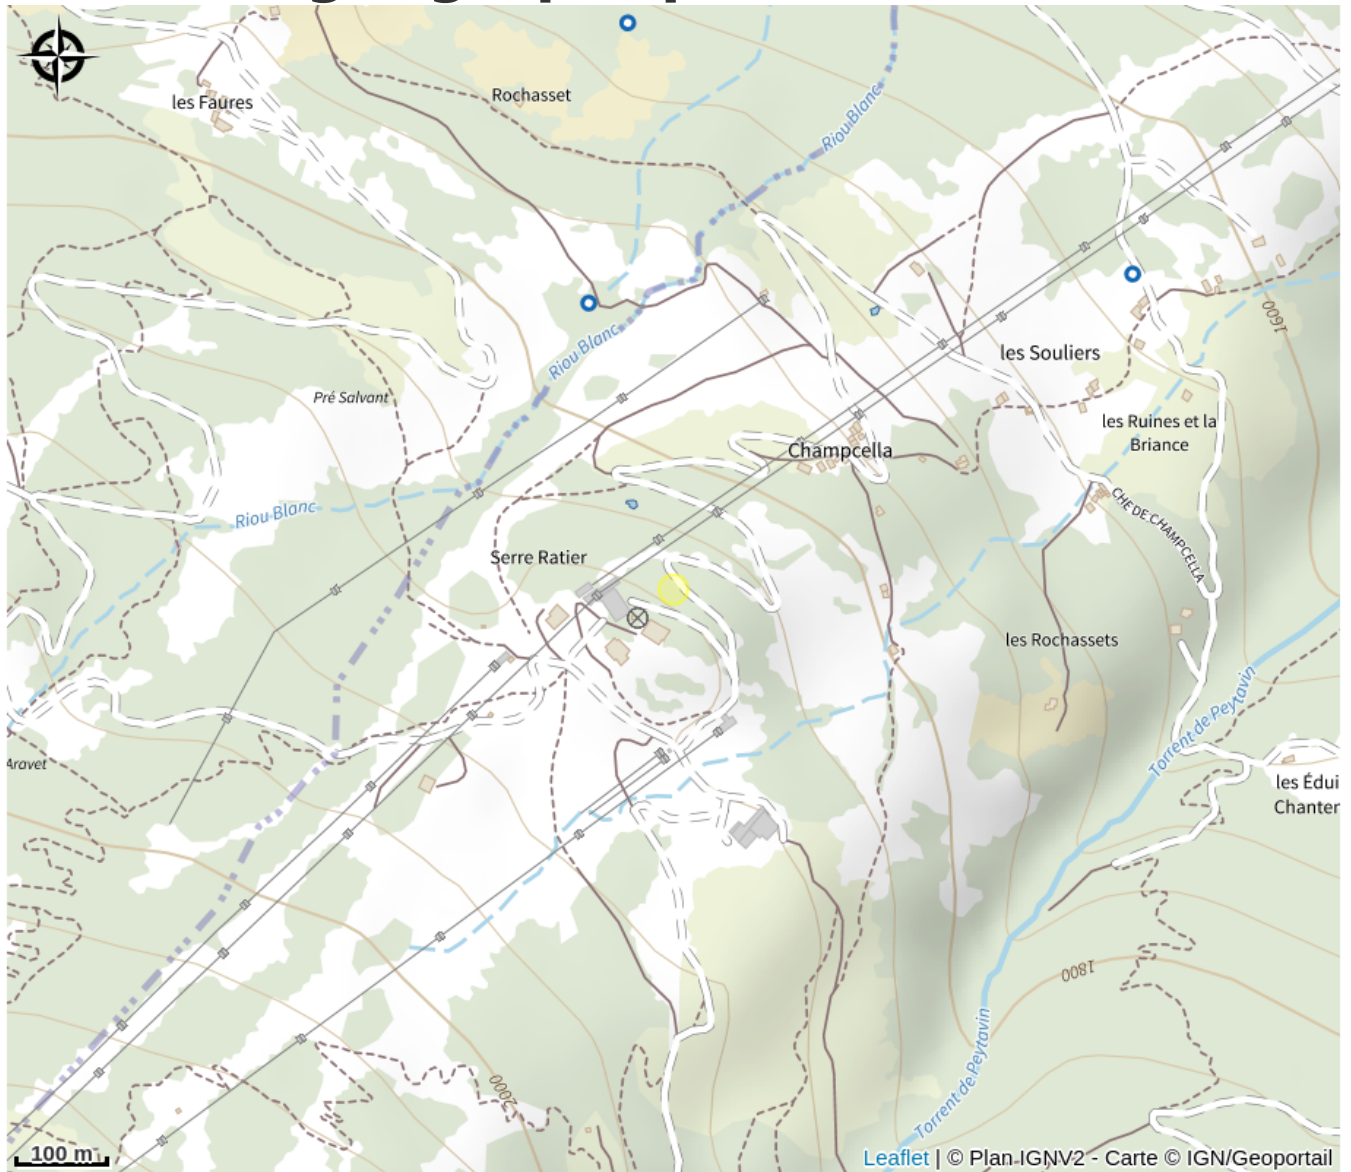 les Faures
Rochasset
Riou Blanc
Riou Blanc
Pré Salvant
les Souliers
1600
les Ruines et la
Briance
Champcella
CHE DE CHAMPCELLA
Riou Blanc
Serre Ratier
les Rochassets
Torrent de Peytavin
Aravet
les Édui
Chanter
1800
Torrent de Peytavin
2000
100 m
Leaflet | © Plan IGNV2 - Carte © IGN/Geoportail